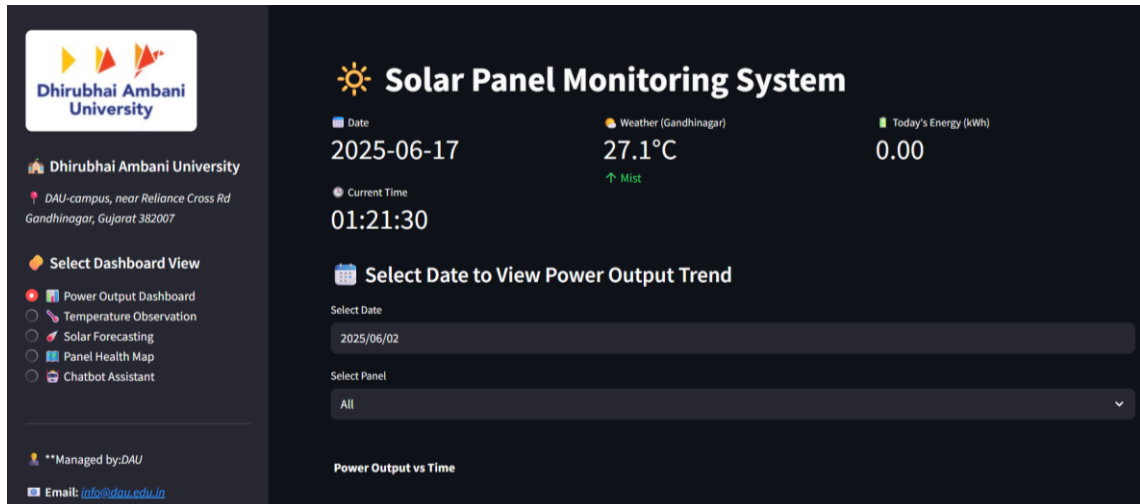 Dhirubhai Ambani
University
Dhirubhai Ambani University
DAU-campus, near Reliance Cross Rd
Gandhinagar, Gujarat 382007
Select Dashboard View
Power Output Dashboard
Temperature Observation
Solar Forecasting
Panel Health Map
Chatbot Assistant
**Managed by:DAU
Email: info@dau.edu.in
Solar Panel Monitoring System
Date
2025-06-17
Weather (Gandhinagar)
27.1°C
↑ Mist
Today's Energy (kWh)
0.00
Current Time
01:21:30
Select Date to View Power Output Trend
Select Date
2025/06/02
Select Panel
All
Power Output vs Time